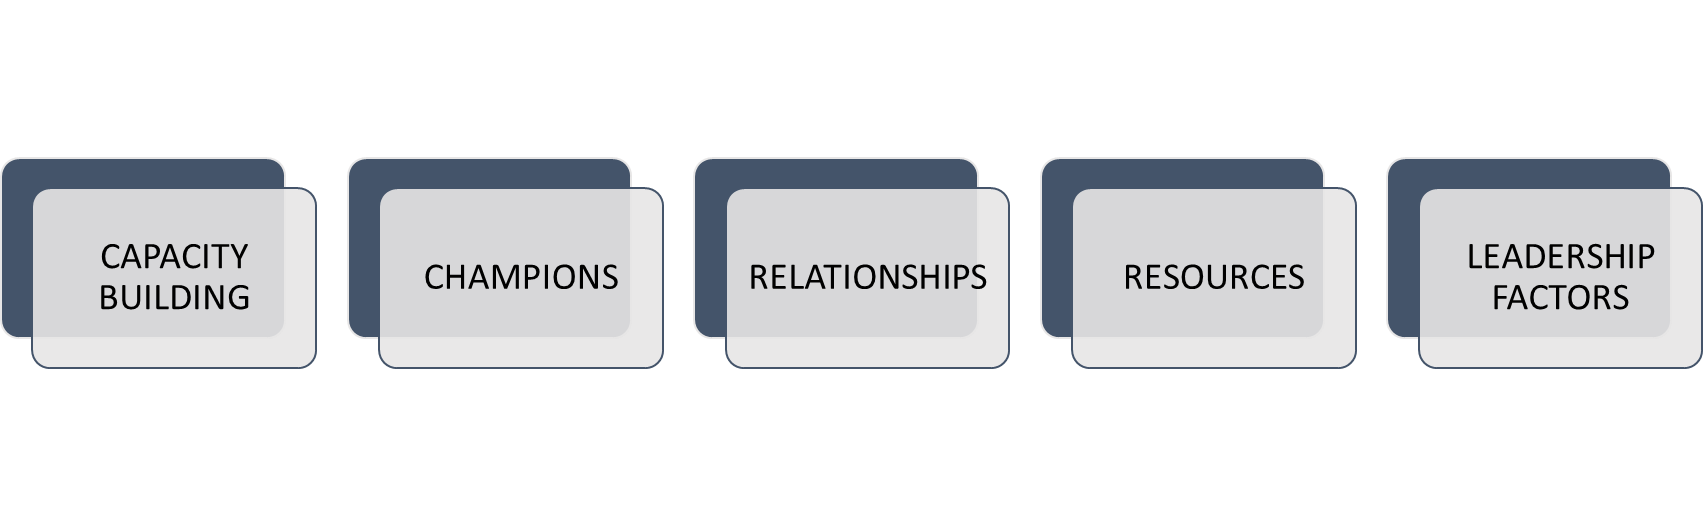 CAPACITY
BUILDING
CHAMPIONS
RELATIONSHIPS
RESOURCES
LEADERSHIP
FACTORS